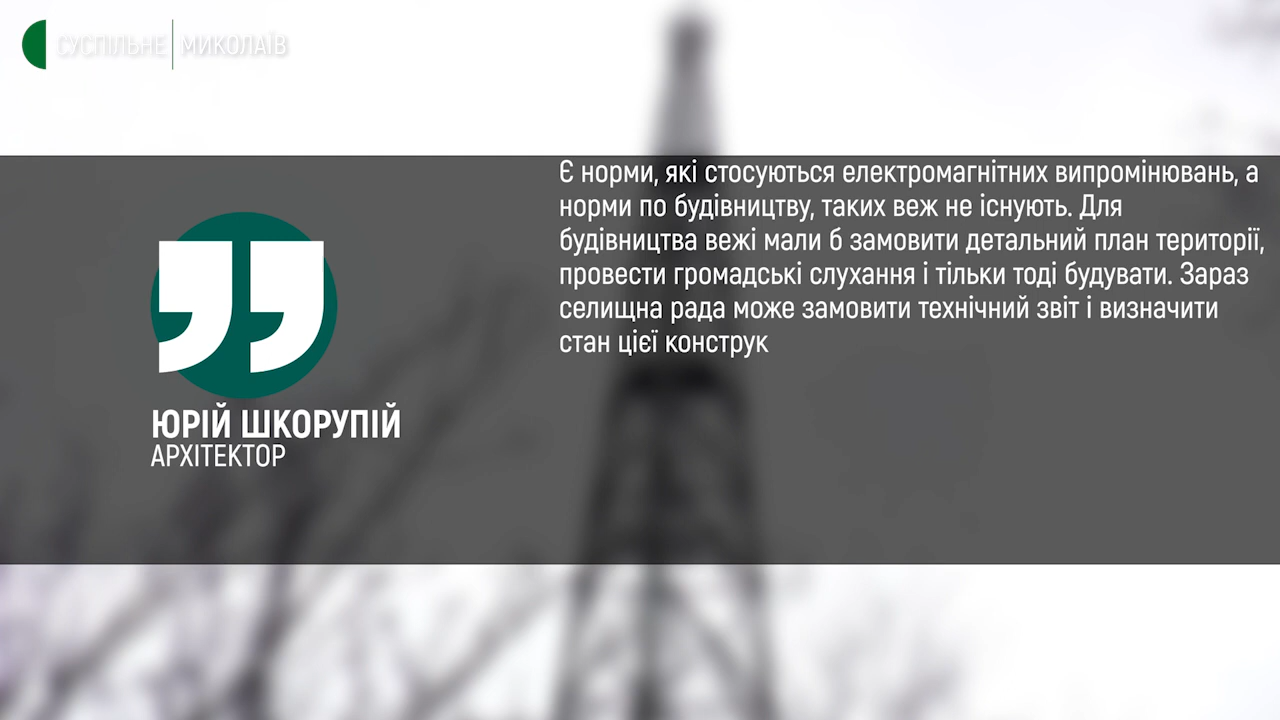 СУСПІЛЬНЕ МИКОЛАЇВ
Є норми, які стосуються електромагнітних випромінювань, а
норми по будівництву, таких веж не існують. Для
будівництва вежі мали б замовити детальний план території,
провести громадські слухання і тільки тоді будувати. Зараз
селищна рада може замовити технічний звіт і визначити
стан цієї конструк
ЮРІЙ ШКОРУПІЙ
АРХІТЕКТОР